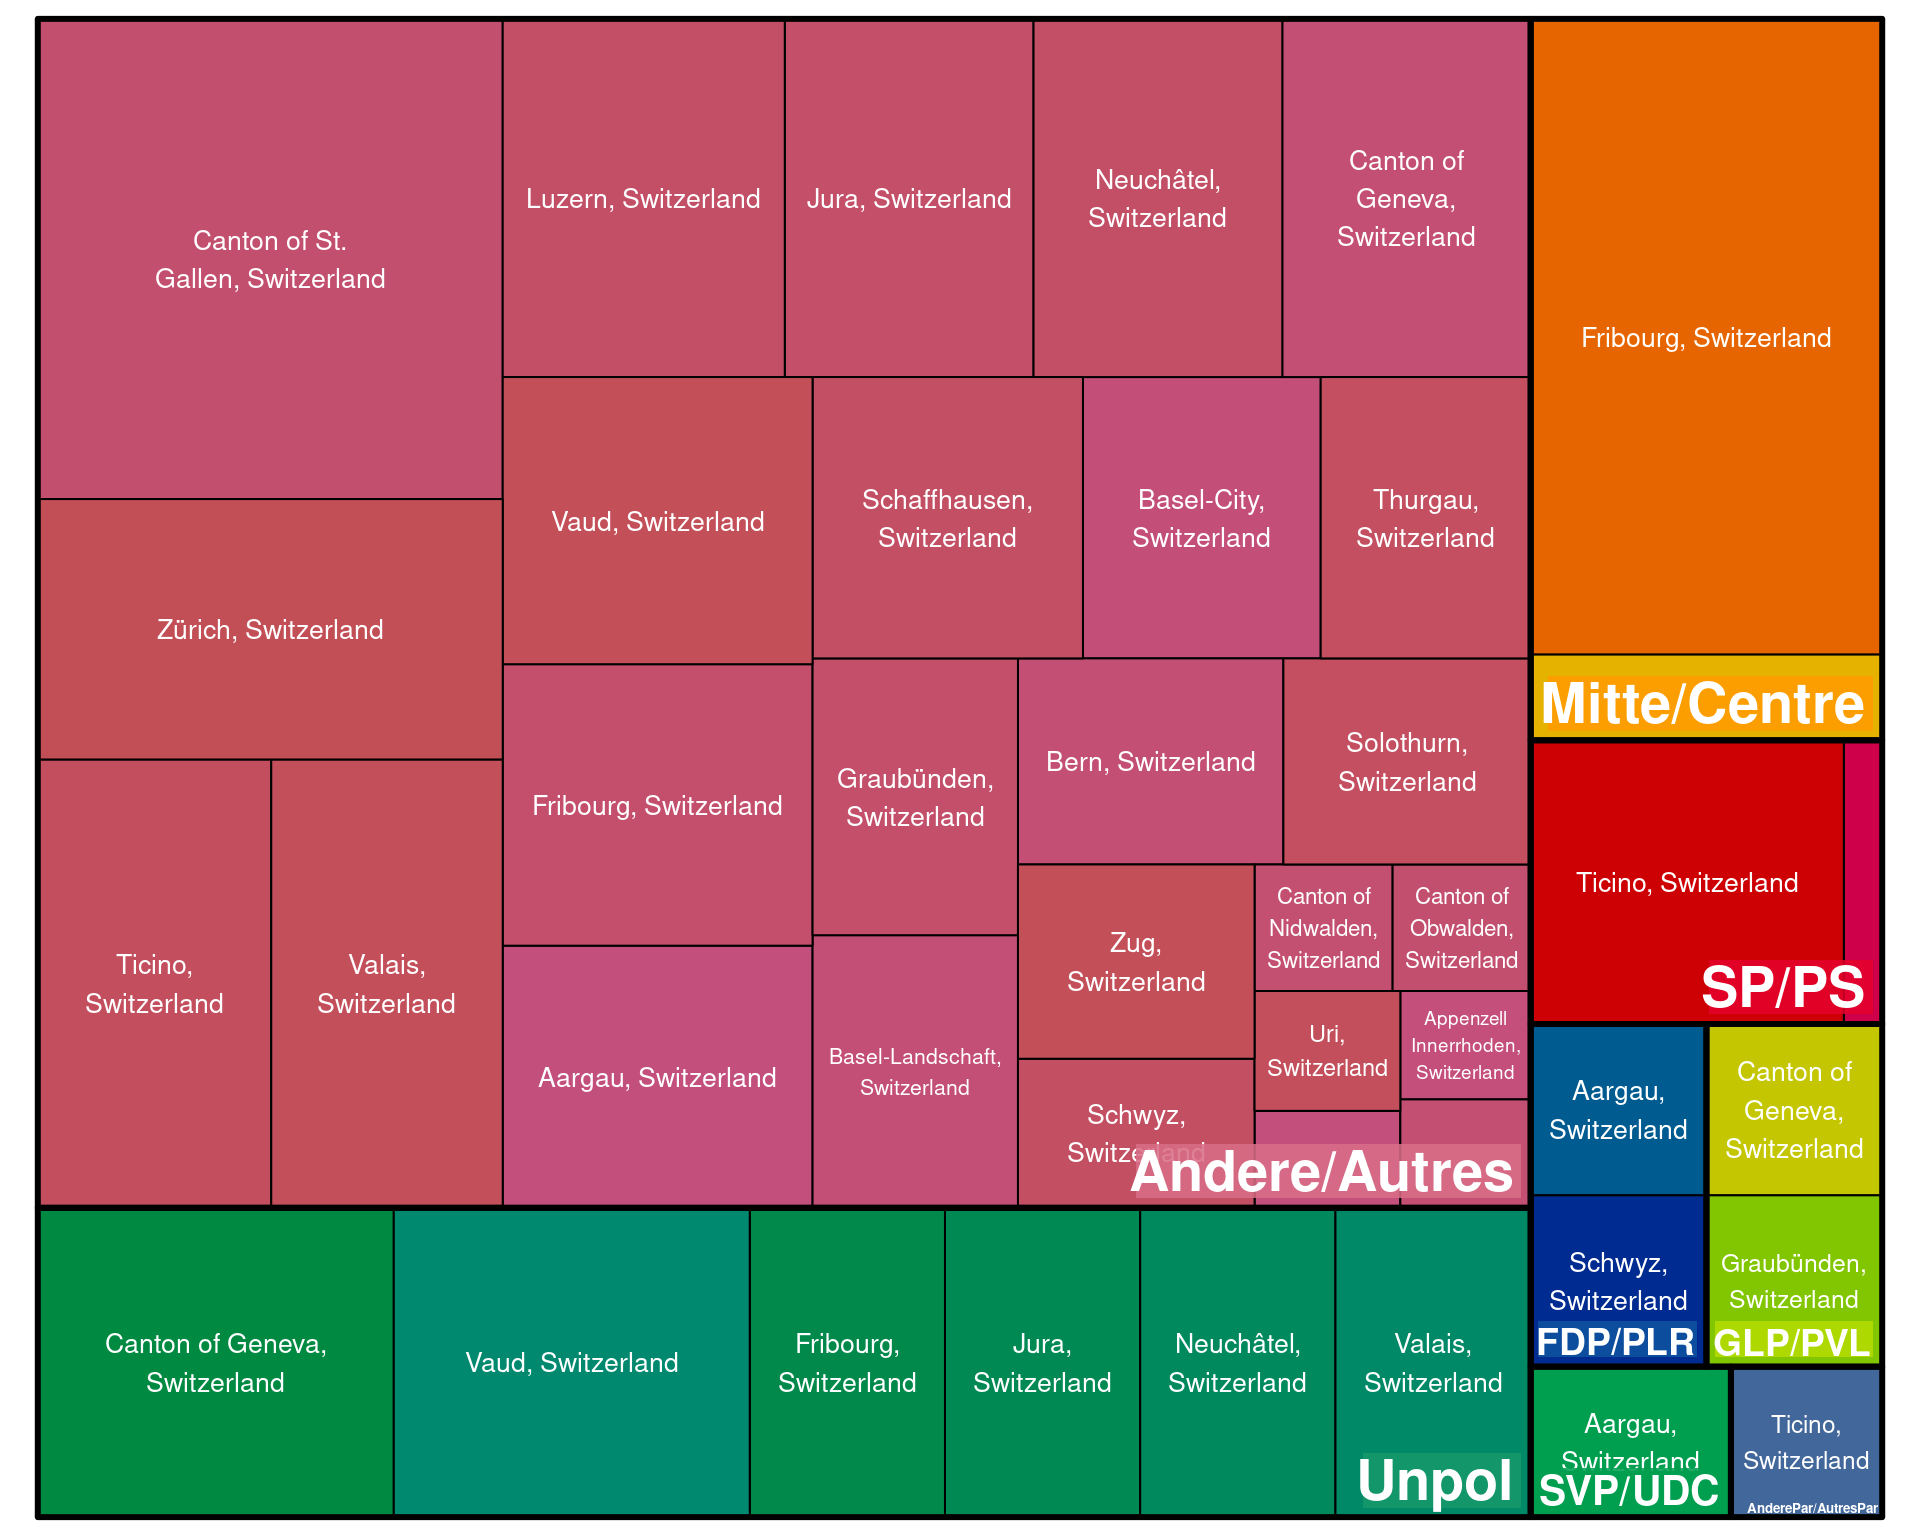 Canton of St.
Gallen, Switzerland
Luzern, Switzerland
Jura, Switzerland
Neuchâtel,
Switzerland
Canton of
Geneva,
Switzerland
Fribourg, Switzerland
Zürich, Switzerland
Vaud, Switzerland
Schaffhausen,
Switzerland
Basel-City,
Switzerland
Thurgau,
Switzerland
Mitte/Centre
Ticino,
Switzerland
Valais,
Switzerland
Fribourg, Switzerland
Graubünden,
Switzerland
Bern, Switzerland
Solothurn,
Switzerland
Aargau, Switzerland
Basel-Landschaft,
Switzerland
Zug,
Switzerland
Canton of
Nidwalden,
Switzerland
Canton of
Obwalden,
Switzerland
Uri,
Switzerland
Appenzell
Innerrhoden,
Switzerland
Schwyz,
Switzerland
Andere/Autres
Ticino, Switzerland
SP/PS
Aargau,
Switzerland
Canton of
Geneva,
Switzerland
Schwyz,
Switzerland
FDP/PLR
Graubünden,
Switzerland
GLP/PVL
Canton of Geneva,
Switzerland
Vaud, Switzerland
Fribourg,
Switzerland
Jura,
Switzerland
Neuchâtel,
Switzerland
Valais,
Switzerland
Unpol
Aargau,
Switzerland
SVP/UDC
Ticino,
Switzerland
AnderePar/AutresPar